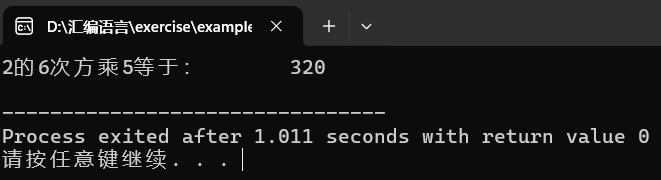 D:\汇编语言\exercise\example
2的6次方乘5等于:        320
--------------------------------
Process exited after 1.011 seconds with return value 0
请按任意键继续. . .